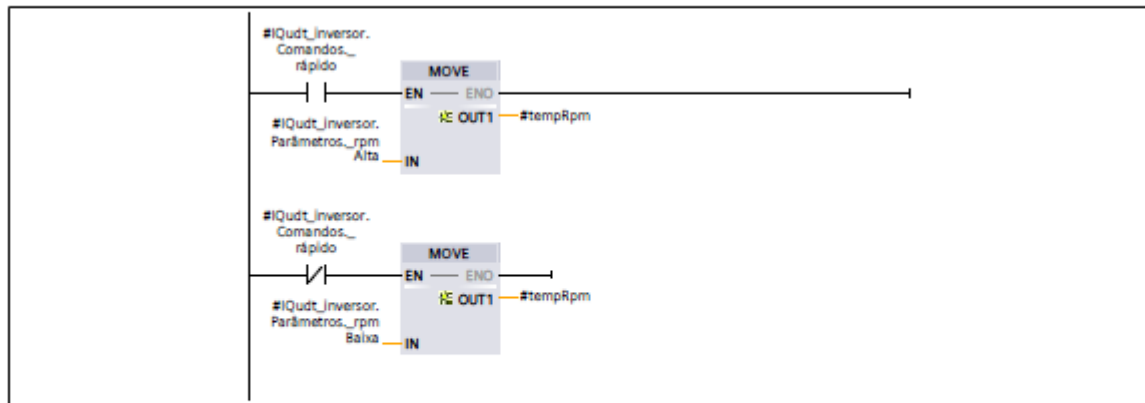 #IQudt_inversor.
Comandos._
rápido
MOVE
EN
ENO
OUT1
#tempRpm
#IQudt_inversor.
Parâmetros._rpm
Alta
IN
#IQudt_inversor.
Comandos._
rápido
MOVE
EN
ENO
OUT1
#tempRpm
#IQudt_inversor.
Parâmetros._rpm
Baixa
IN